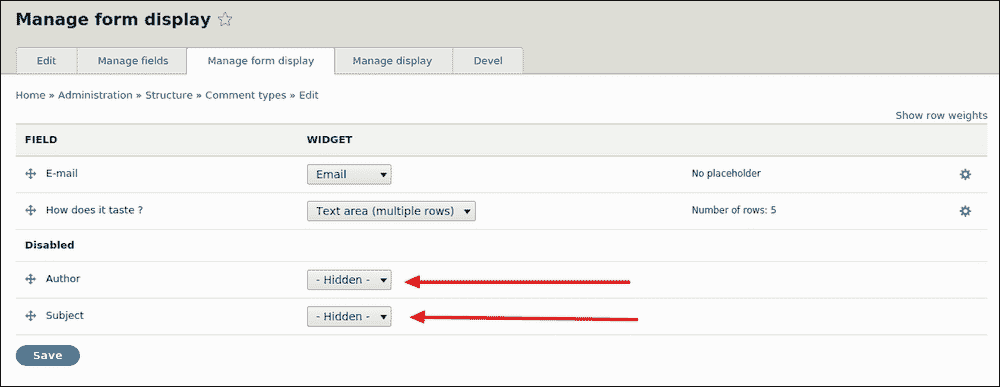 Manage form display
Edit Manage fields Manage form display Manage display Devel
Home » Administration » Structure » Comment types » Edit
Show row weights
FIELD WIDGET
E-mail Email No placeholder
How does it taste ? Text area (multiple rows) Number of rows: 5
Disabled
Author - Hidden -
Subject - Hidden -
Save